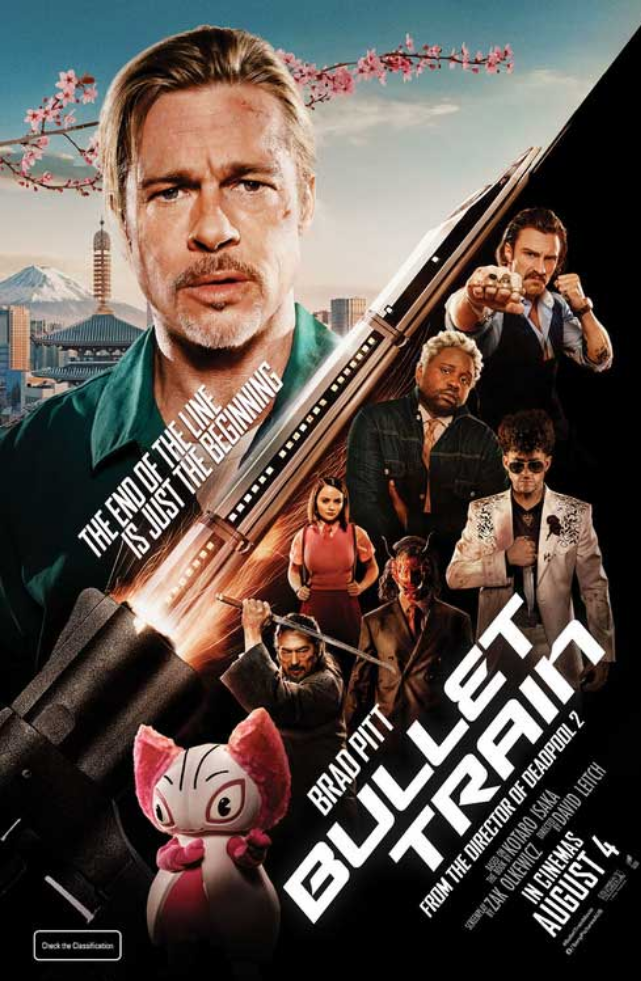 THE END OF THE LINE
IS JUST THE BEGINNING
BRAD PITT
BULLET
TRAIN
FROM THE DIRECTOR OF DEADPOOL 2
KOTARO ISAKA
ZAK OLKEWICZ
DAVID LEITCH
IN CINEMAS
AUGUST 4
Check the Classification